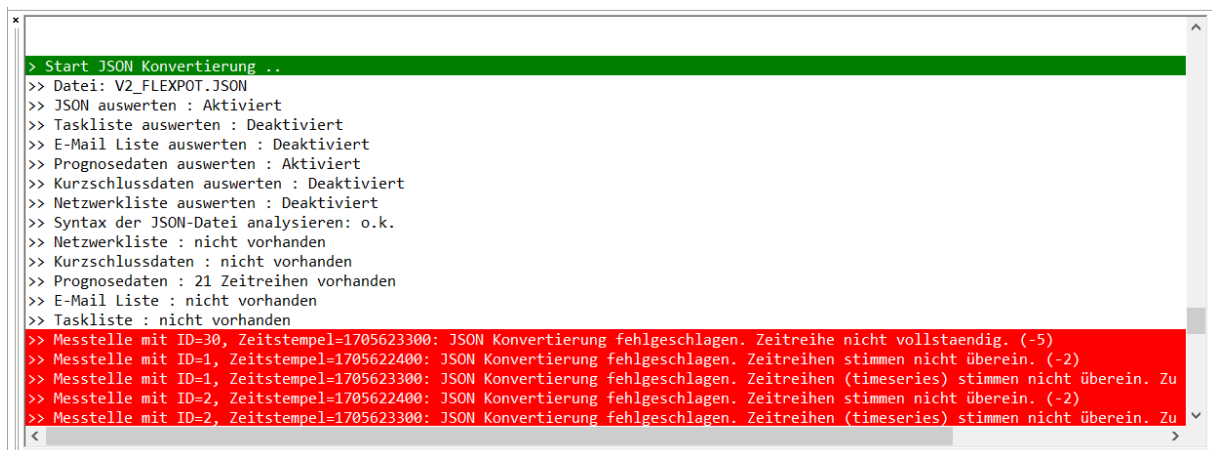 > Start JSON Konvertierung ..
>> Datei: V2_FLEXPOT.JSON
>> JSON auswerten : Aktiviert
>> Taskliste auswerten : Deaktiviert
>> E-Mail Liste auswerten : Deaktiviert
>> Prognosedaten auswerten : Aktiviert
>> Kurzschlussdaten auswerten : Deaktiviert
>> Netzwerkliste auswerten : Deaktiviert
>> Syntax der JSON-Datei analysieren: o.k.
>> Netzwerkliste : nicht vorhanden
>> Kurzschlussdaten : nicht vorhanden
>> Prognosedaten : 21 Zeitreihen vorhanden
>> E-Mail Liste : nicht vorhanden
>> Taskliste : nicht vorhanden
>> Messtelle mit ID=30, Zeitstempel=1705623300: JSON Konvertierung fehlgeschlagen. Zeitreihe nicht vollstaendig. (-5)
>> Messtelle mit ID=1, Zeitstempel=1705622400: JSON Konvertierung fehlgeschlagen. Zeitreihen stimmen nicht überein. (-2)
>> Messtelle mit ID=1, Zeitstempel=1705623300: JSON Konvertierung fehlgeschlagen. Zeitreihen (timeseries) stimmen nicht überein. Zu
>> Messtelle mit ID=2, Zeitstempel=1705622400: JSON Konvertierung fehlgeschlagen. Zeitreihen stimmen nicht überein. (-2)
>> Messtelle mit ID=2, Zeitstempel=1705623300: JSON Konvertierung fehlgeschlagen. Zeitreihen (timeseries) stimmen nicht überein. Zu